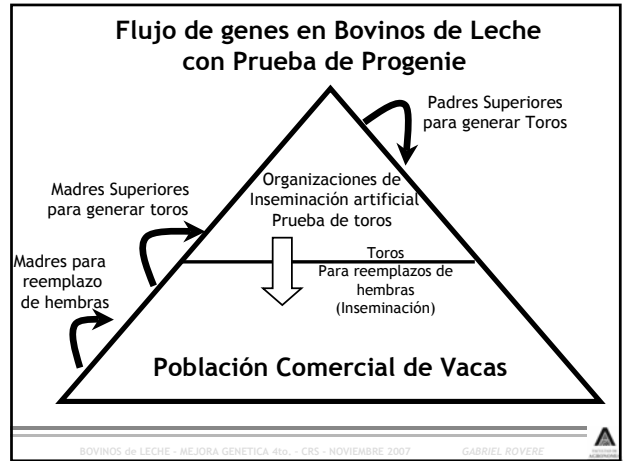 Flujo de genes en Bovinos de Leche
con Prueba de Progenie
Padres Superiores
para generar Toros
Organizaciones de
Inseminación artificial
Prueba de toros
Madres Superiores
para generar toros
Toros
Para reemplazos de
hembras
(Inseminación)
Madres para
reemplazo
de hembras
Población Comercial de Vacas
BOVINOS de LECHE - MEJORA GENETICA 4to. - CRS - NOVIEMBRE 2007
GABRIEL ROVERE
AGRONOMIA